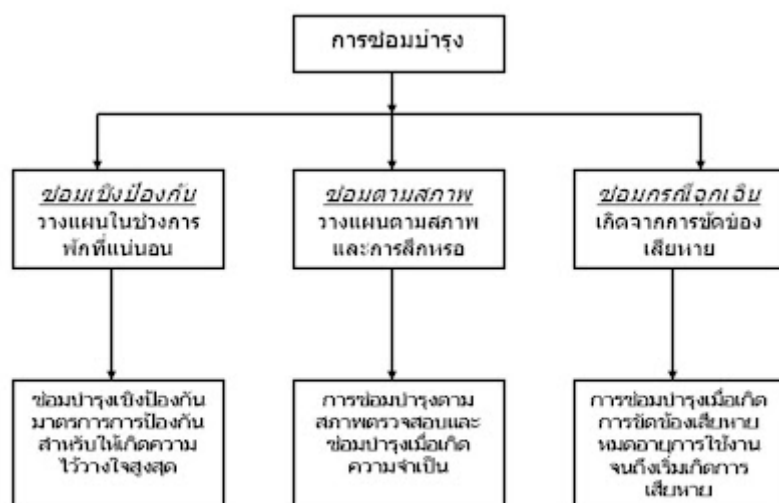 การซ่อมบำรุง
ซ่อมเชิงป้องกัน
วางแผนในช่วงการ
พักที่แน่นอน
ซ่อมตามสภาพ
วางแผนตามสภาพ
และการสึกหรอ
ซ่อมกรณีฉุกเฉิน
เกิดจากการขัดข้อง
เสียหาย
ซ่อมบำรุงเชิงป้องกัน
มาตรการการป้องกัน
สำหรับให้เกิดความ
ไว้วางใจสูงสุด
การซ่อมบำรุงตาม
สภาพตรวจสอบและ
ซ่อมบำรุงเมื่อเกิด
ความจำเป็น
การซ่อมบำรุงเมื่อเกิด
การขัดข้องเสียหาย
หมดอายุการใช้งาน
จนถึงเริ่มเกิดการ
เสียหาย